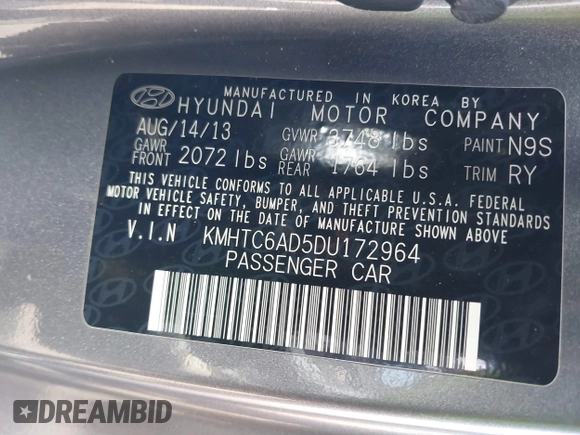 MANUFACTURED IN KOREA BY
HYUNDAI MOTOR COMPANY
AUG/14/13 GVWR 3748 lbs PAINT N9S
GAWR FRONT 2072 lbs GAWR REAR 1764 lbs TRIM RY
THIS VEHICLE CONFORMS TO ALL APPLICABLE U.S.A. FEDERAL
MOTOR VEHICLE SAFETY, BUMPER, AND THEFT PREVENTION STANDARDS
IN EFFECT ON THE DATE OF MANUFACTURE SHOWN ABOVE.
V.I.N KMHTC6AD5DU172964
PASSENGER CAR
DREAMBID